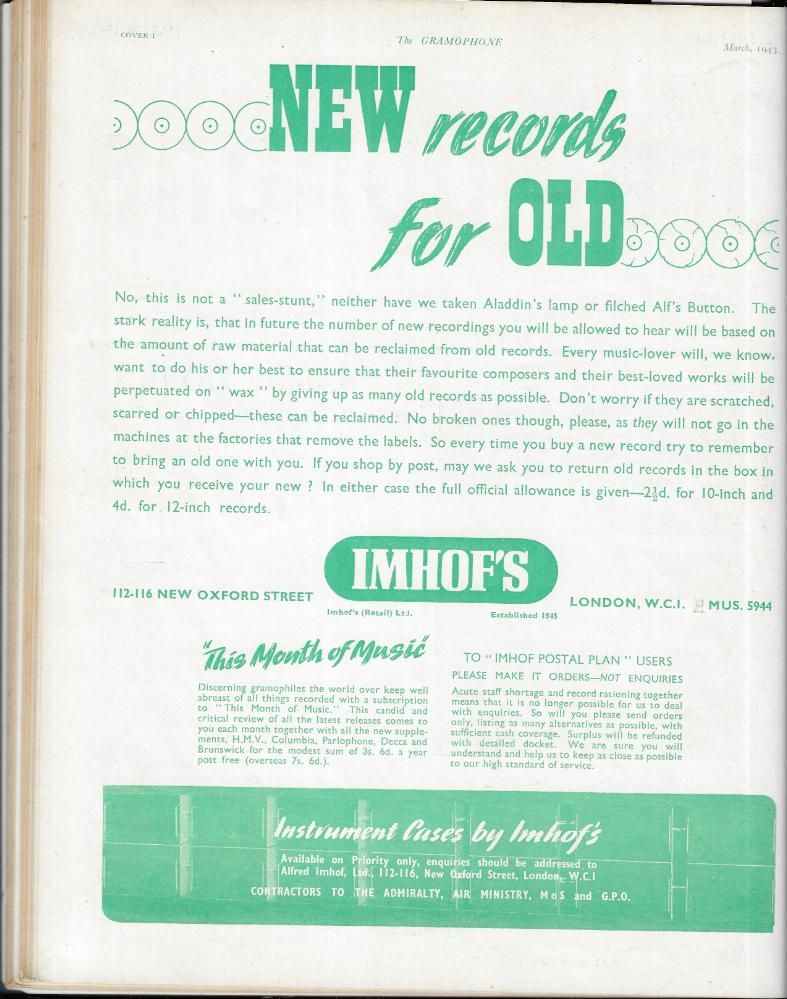 COVER I
The GRAMOPHONE
March, 1943
NEW records
for OLD
No, this is not a “ sales-stunt,” neither have we taken Aladdin’s lamp or filched Alf’s Button. The
stark reality is, that in future the number of new recordings you will be allowed to hear will be based on
the amount of raw material that can be reclaimed from old records. Every music-lover will, we know,
want to do his or her best to ensure that their favourite composers and their best-loved works will be
perpetuated on “ wax ” by giving up as many old records as possible. Don’t worry if they are scratched,
scarred or chipped—these can be reclaimed. No broken ones though, please, as they will not go in the
machines at the factories that remove the labels. So every time you buy a new record try to remember
to bring an old one with you. If you shop by post, may we ask you to return old records in the box in
which you receive your new ? In either case the full official allowance is given—2½d. for 10-inch and
4d. for 12-inch records.
IMHOF’S
112-116 NEW OXFORD STREET
LONDON, W.C.1. MUS. 5944
Imhof’s (Retail) Ltd.
Established 1845
“This Month of Music”
Discerning gramophiles the world over keep well
abreast of all things recorded with a subscription
to “This Month of Music.” This candid and
critical review of all the latest releases comes to
you each month together with all the new supple-
ments, H.M.V., Columbia, Parlophone, Decca and
Brunswick for the modest sum of 3s. 6d. a year
post free (overseas 7s. 6d.).
TO “ IMHOF POSTAL PLAN ” USERS
PLEASE MAKE IT ORDERS—NOT ENQUIRIES
Acute staff shortage and record rationing together
means that it is no longer possible for us to deal
with enquiries. So will you please send orders
only, listing as many alternatives as possible, with
sufficient cash coverage. Surplus will be refunded
with detailed docket. We are sure you will
understand and help us to keep as close as possible
to our high standard of service.
Instrument Cases by Imhof’s
Available on Priority only, enquiries should be addressed to
Alfred Imhof, Ltd., 112-116, New Oxford Street, London, W.C.1
CONTRACTORS TO THE ADMIRALTY, AIR MINISTRY, MoS and G.P.O.